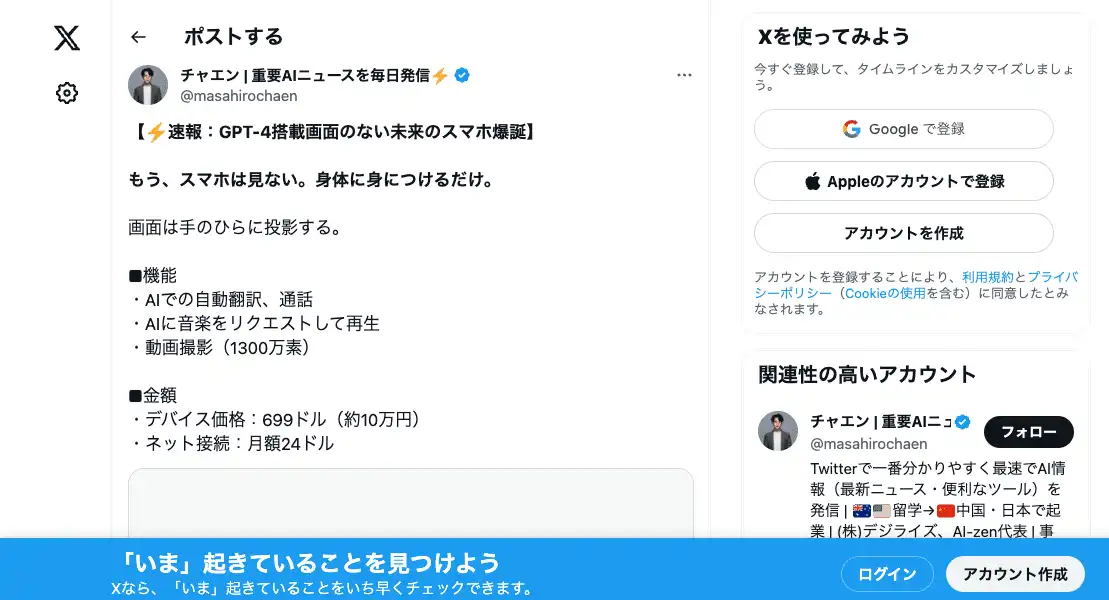 ポストする
チャエン | 重要AIニュースを毎日発信⚡
@masahirochaen
【⚡速報：GPT-4搭載画面のない未来のスマホ爆誕】
もう、スマホは見ない。身体に身につけるだけ。
画面は手のひらに投影する。
■機能
・AIでの自動翻訳、通話
・AIに音楽をリクエストして再生
・動画撮影（1300万素）
■金額
・デバイス価格：699ドル（約10万円）
・ネット接続：月額24ドル
Xを使ってみよう
今すぐ登録して、タイムラインをカスタマイズしましょ
う。
Google で登録
Appleのアカウントで登録
アカウントを作成
アカウントを登録することにより、利用規約とプライバ
シーポリシー（Cookieの使用を含む）に同意したとみ
なされます。
関連性の高いアカウント
チャエン | 重要AIニュ
@masahirochaen
フォロー
Twitterで一番分かりやすく最速でAI情
報（最新ニュース・便利なツール）を
発信 | 🇦🇺🇺🇸留学→🇨🇳中国・日本で起
業 | (株)デジライズ、AI-zen代表 | 事
「いま」起きていることを見つけよう
Xなら、「いま」起きていることをいち早くチェックできます。
ログイン
アカウント作成